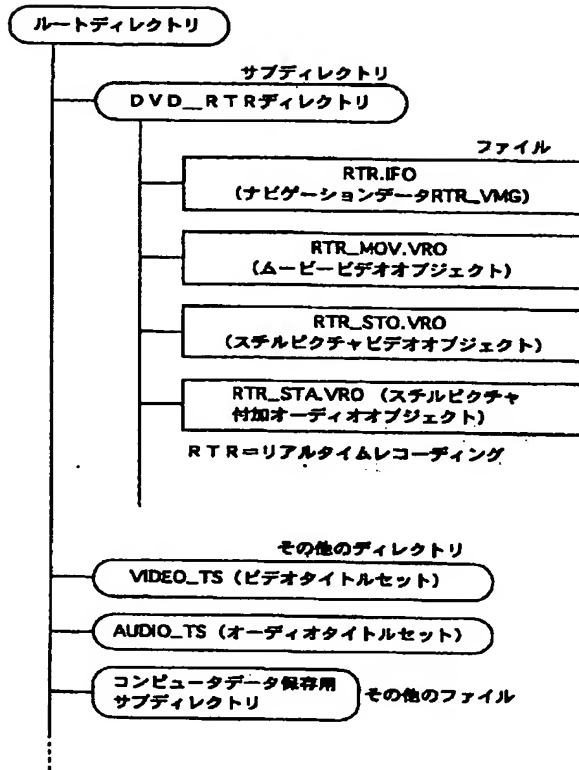 ルートディレクトリ
サブディレクトリ
DVD__RTRディレクトリ
ファイル
RTR.IFO
(ナビゲーションデータRTR_VMG)
RTR_MOV.VRO
(ムービービデオオブジェクト)
RTR_STO.VRO
(スチルピクチャビデオオブジェクト)
RTR_STA.VRO (スチルピクチャ
付加オーディオオブジェクト)
RTR=リアルタイムレコーディング
その他のディレクトリ
VIDEO_TS (ビデオタイトルセット)
AUDIO_TS (オーディオタイトルセット)
コンピュータデータ保存用
サブディレクトリ
その他のファイル